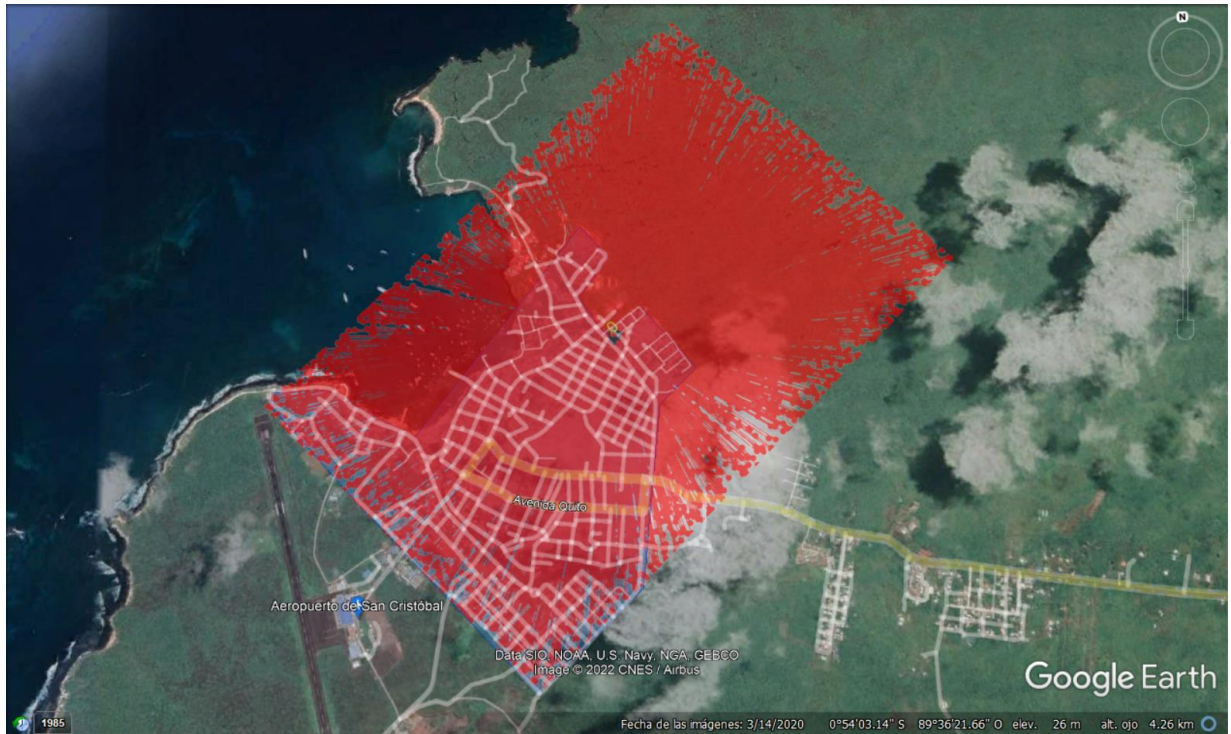 N
Avenida Quito
Aeropuerto de San Cristóbal
Data SIO, NOAA, U.S. Navy, NGA, GEBCO
Image © 2022 CNES / Airbus
Google Earth
1985
Fecha de las imágenes: 3/14/2020 0°54'03.14" S 89°36'21.66" O elev. 26 m alt. ojo 4.26 km